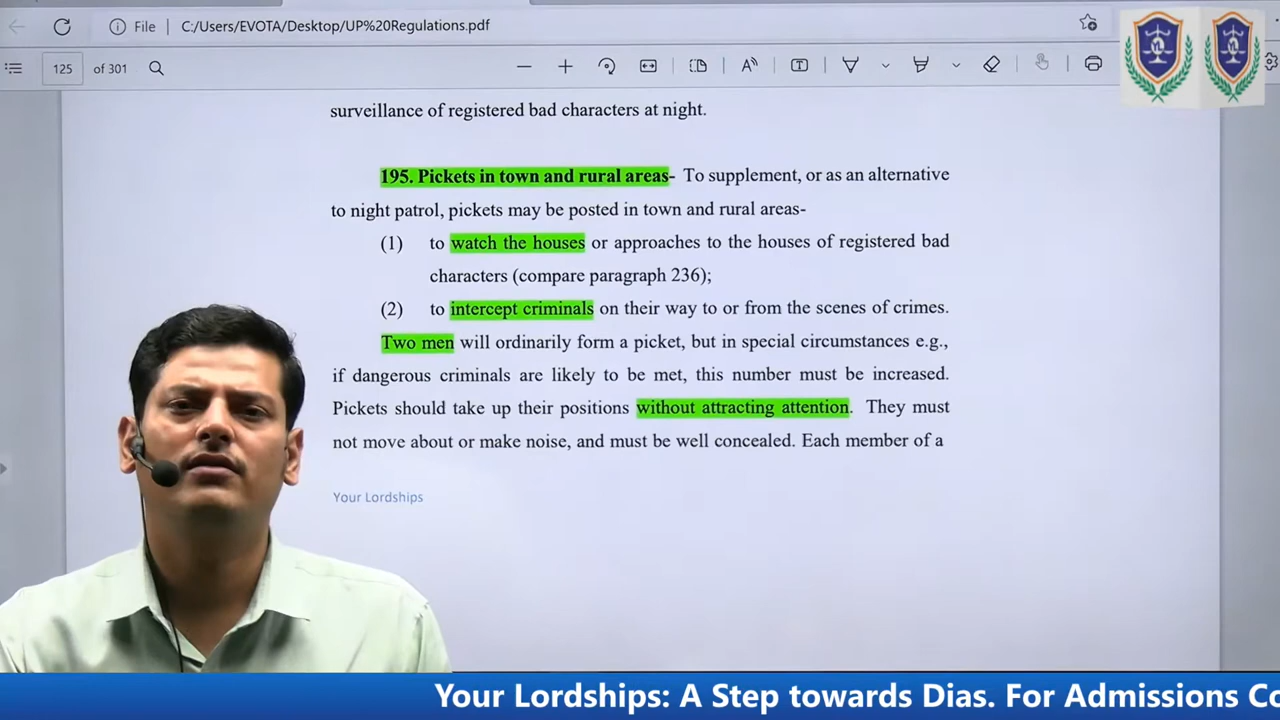 File
C:/Users/EVOTA/Desktop/UP%20Regulations.pdf
125
of 301
surveillance of registered bad characters at night.
195. Pickets in town and rural areas- To supplement, or as an alternative
to night patrol, pickets may be posted in town and rural areas-
(1) to watch the houses or approaches to the houses of registered bad
characters (compare paragraph 236);
(2) to intercept criminals on their way to or from the scenes of crimes.
Two men will ordinarily form a picket, but in special circumstances e.g.,
if dangerous criminals are likely to be met, this number must be increased.
Pickets should take up their positions without attracting attention. They must
not move about or make noise, and must be well concealed. Each member of a
Your Lordships
Your Lordships: A Step towards Dias. For Admissions Co